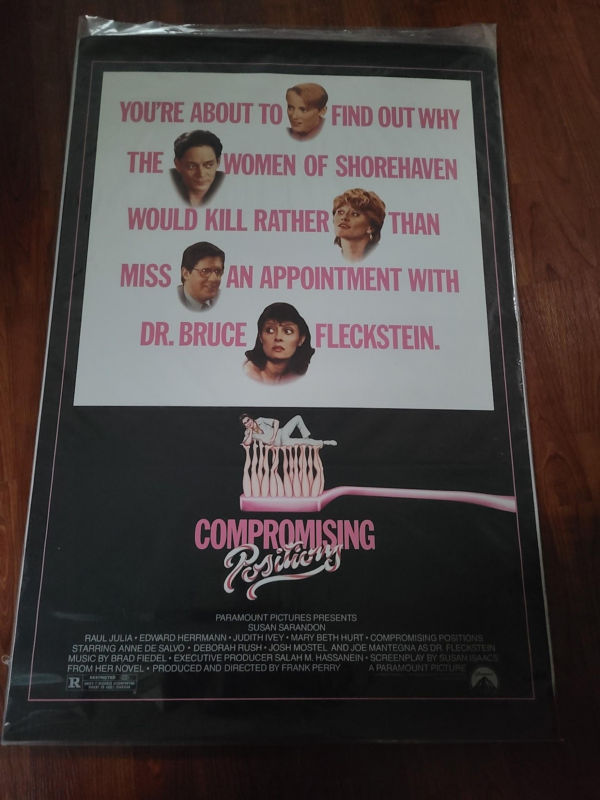 YOU'RE ABOUT TO FIND OUT WHY
THE WOMEN OF SHOREHAVEN
WOULD KILL RATHER THAN
MISS AN APPOINTMENT WITH
DR. BRUCE FLECKSTEIN.
COMPROMISING
Positions
PARAMOUNT PICTURES PRESENTS
SUSAN SARANDON
RAUL JULIA • EDWARD HERRMANN • JUDITH IVEY • MARY BETH HURT • COMPROMISING POSITIONS
STARRING ANNE DE SALVO • DEBORAH RUSH • JOSH MOSTEL AND JOE MANTEGNA AS DR. FLECKSTEIN
MUSIC BY BRAD FIEDEL • EXECUTIVE PRODUCER SALAH M. HASSANEIN • SCREENPLAY BY SUSAN ISAACS
FROM HER NOVEL • PRODUCED AND DIRECTED BY FRANK PERRY A PARAMOUNT PICTURE
R RESTRICTED